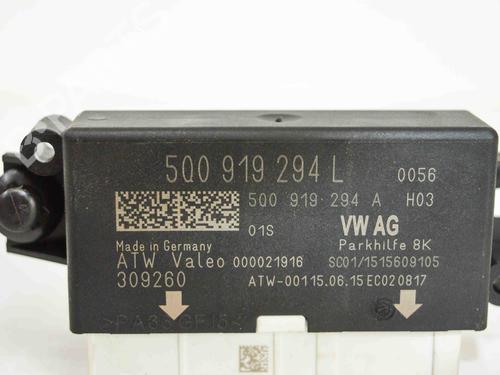 5Q0 919 294 L 0056
5Q0 919 294 A H03
01S VW AG
Made in Germany Parkhilfe 8K
ATW Valeo 000021916 SC01/1515609105
309260 ATW-00115.06.15EC020817